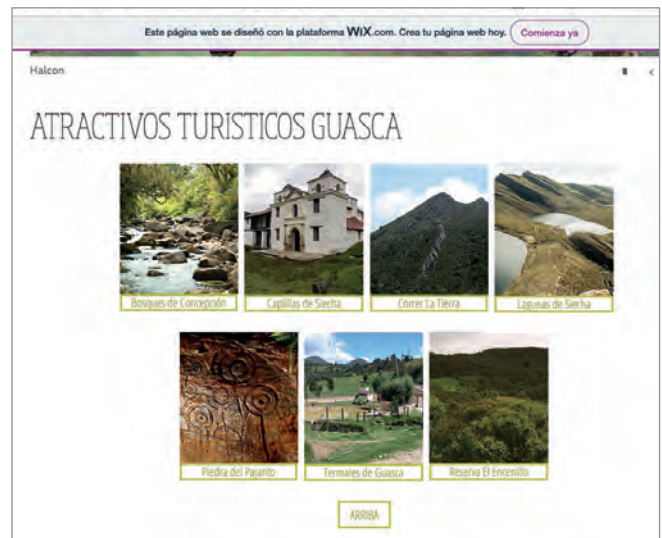 Este página web se diseñó con la plataforma WiX.com. Crea tu página web hoy. Comienza ya
Halcon
ATRACTIVOS TURISTICOS GUASCA
Bosques de Concepción Capiilas de Siecha Correr La Tierra Lagunas de Siecha
Piedra del Pajarito Termales de Guasca Reserva El Encenillo
ARRIBA